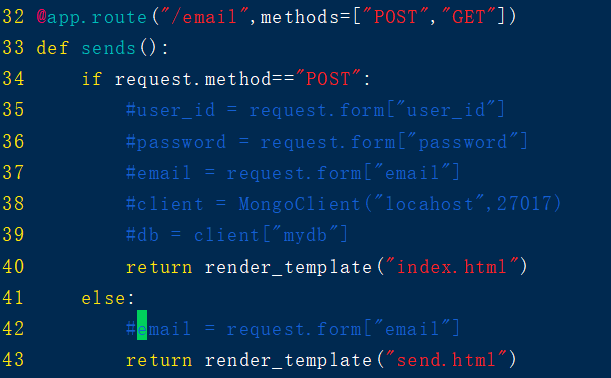 32 @app.route("/email",methods=["POST","GET"])
33 def sends():
34     if request.method=="POST":
35         #user_id = request.form["user_id"]
36         #password = request.form["password"]
37         #email = request.form["email"]
38         #client = MongoClient("locahost",27017)
39         #db = client["mydb"]
40         return render_template("index.html")
41     else:
42         #email = request.form["email"]
43         return render_template("send.html")